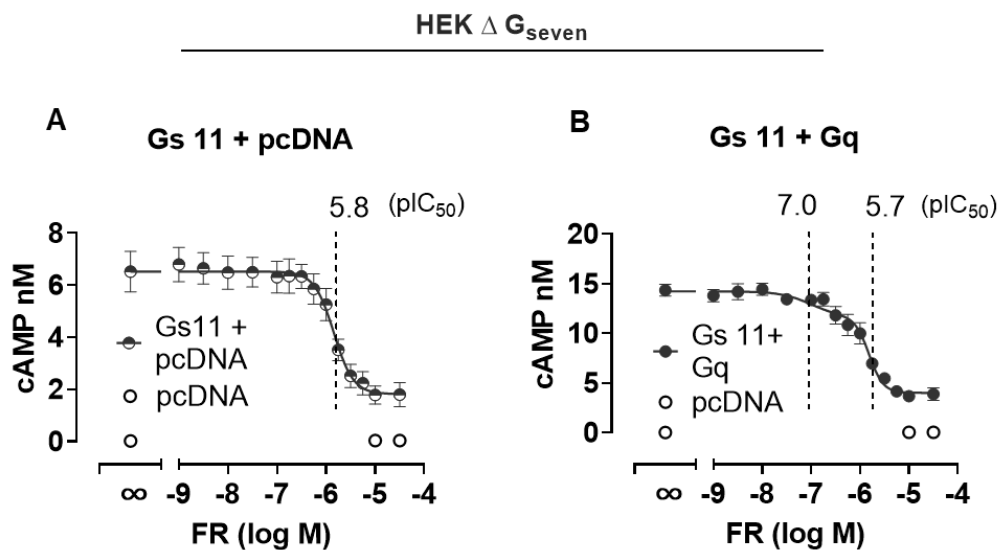 HEK Δ G_seven
A
Gs 11 + pcDNA
5.8 (pIC₅₀)
8
6
4
2
0
cAMP nM
Gs11 +
pcDNA
pcDNA
∞ -9 -8 -7 -6 -5 -4
FR (log M)
B
Gs 11 + Gq
7.0 5.7 (pIC₅₀)
20
15
10
5
0
cAMP nM
Gs 11+
Gq
pcDNA
∞ -9 -8 -7 -6 -5 -4
FR (log M)